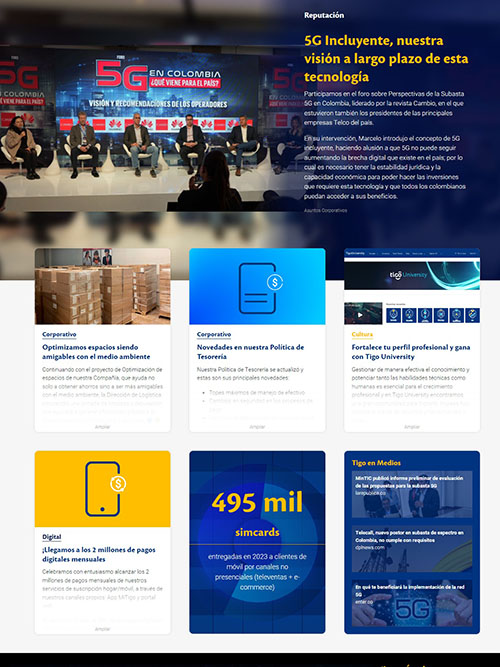 Reputación
5G Incluyente, nuestra
visión a largo plazo de esta
tecnología
Participamos en el foro sobre Perspectivas de la Subasta
5G en Colombia, liderado por la revista Cambio, en el que
estuvieron también los presidentes de las principales
empresas Telco del país.
En su intervención, Marcelo introdujo el concepto de 5G
incluyente, haciendo alusión a que 5G no puede seguir
aumentando la brecha digital que existe en el país; por lo
cual es necesario tener la estabilidad jurídica y la
capacidad económica para poder hacer las inversiones
que requiere esta tecnología y que todos los colombianos
puedan acceder a sus beneficios.
Asuntos Corporativos
FORO
5G EN COLOMBIA
¿QUÉ VIENE PARA EL PAÍS?
VISIÓN Y RECOMENDACIONES DE LOS OPERADORES
Corporativo
Optimizamos espacios siendo
amigables con el medio ambiente
Continuando con el proyecto de Optimización de
espacios de nuestra Compañía, que ayuda no
solo a obtener ahorros sino a ser más amigables
con el medio ambiente, la Dirección de Logística
Ampliar
Corporativo
Novedades en nuestra Política de
Tesorería
Nuestra Política de Tesorería se actualizó y
estas son sus principales novedades:
Topes máximos de manejo de efectivo
Ampliar
tigo University
Cultura
Fortalece tu perfil profesional y gana
con Tigo University
Gestionar de manera efectiva el conocimiento y
potenciar tanto las habilidades técnicas como
humanas es esencial para el crecimiento
profesional y en Tigo University encontramos
Ampliar
Digital
¡Llegamos a los 2 millones de pagos
digitales mensuales
Celebramos con entusiasmo alcanzar los 2
millones de pagos mensuales de nuestros
servicios de suscripción hogar/móvil, a través de
nuestros canales propios: App MiTigo y portal
Ampliar
495 mil
simcards
entregadas en 2023 a clientes de
móvil por canales no
presenciales (televentas + e-
commerce)
Tigo en Medios
MinTIC publicó informe preliminar de evaluación
de las propuestas para la subasta 5G
larepublica.co
Telecall, nuevo postor en subasta de espectro en
Colombia, no cumple con requisitos
dplnews.com
En qué te beneficiará la implementación de la red
5G
enter.co
5G